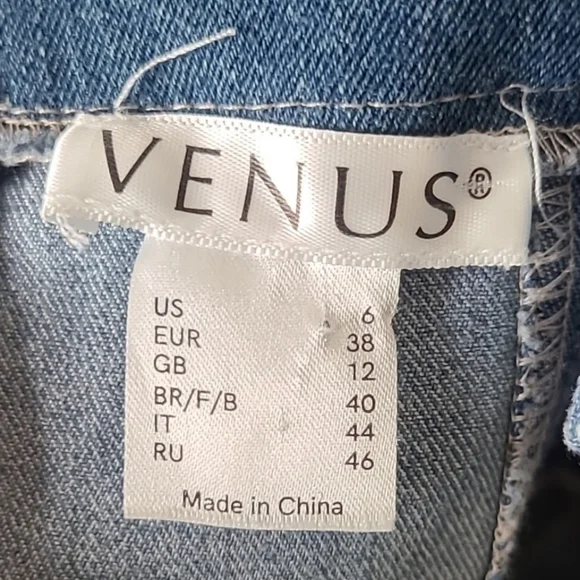 VENUS®
US 6
EUR 38
GB 12
BR/F/B 40
IT 44
RU 46
Made in China